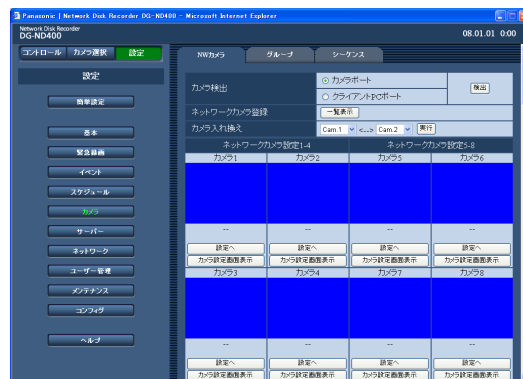 Panasonic | Network Disk Recorder DG-ND400 - Microsoft Internet Explorer
Network Disk Recorder
DG-ND400
08.01.01 0:00
コントロール カメラ選択 設定
NWカメラ グループ シーケンス
設定
簡単設定
基本
緊急録画
イベント
スケジュール
カメラ
サーバー
ネットワーク
ユーザー管理
メンテナンス
コンフィグ
ヘルプ
カメラ検出 カメラポート 検出
クライアントPCポート
ネットワークカメラ登録 一覧表示
カメラ入れ換え Cam.1 <...> Cam.2 実行
ネットワークカメラ設定1-4 ネットワークカメラ設定5-8
カメラ1 カメラ2 カメラ5 カメラ6
-- -- -- --
設定へ 設定へ 設定へ 設定へ
カメラ設定画面表示 カメラ設定画面表示 カメラ設定画面表示 カメラ設定画面表示
カメラ3 カメラ4 カメラ7 カメラ8
-- -- -- --
設定へ 設定へ 設定へ 設定へ
カメラ設定画面表示 カメラ設定画面表示 カメラ設定画面表示 カメラ設定画面表示